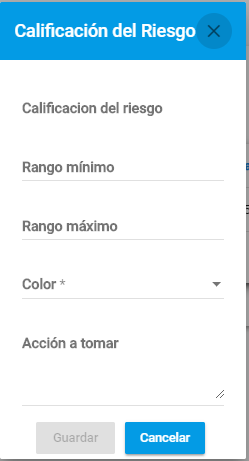 Calificación del Riesgo
Calificacion del riesgo
Rango mínimo
Rango máximo
Color *
Acción a tomar
Guardar
Cancelar